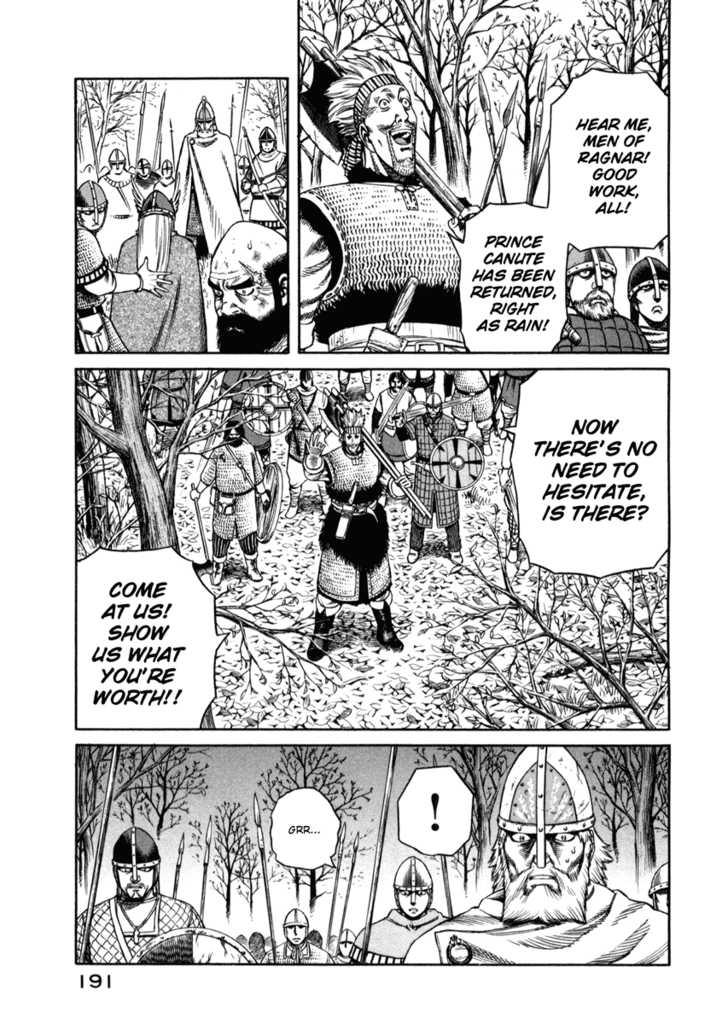 HEAR ME,
MEN OF
RAGNAR!
GOOD
WORK,
ALL!
PRINCE
CANUTE
HAS BEEN
RETURNED,
RIGHT
AS RAIN!
NOW
THERE'S NO
NEED TO
HESITATE,
IS THERE?
COME
AT US!
SHOW
US WHAT
YOU'RE
WORTH!!
GRR...
!
191